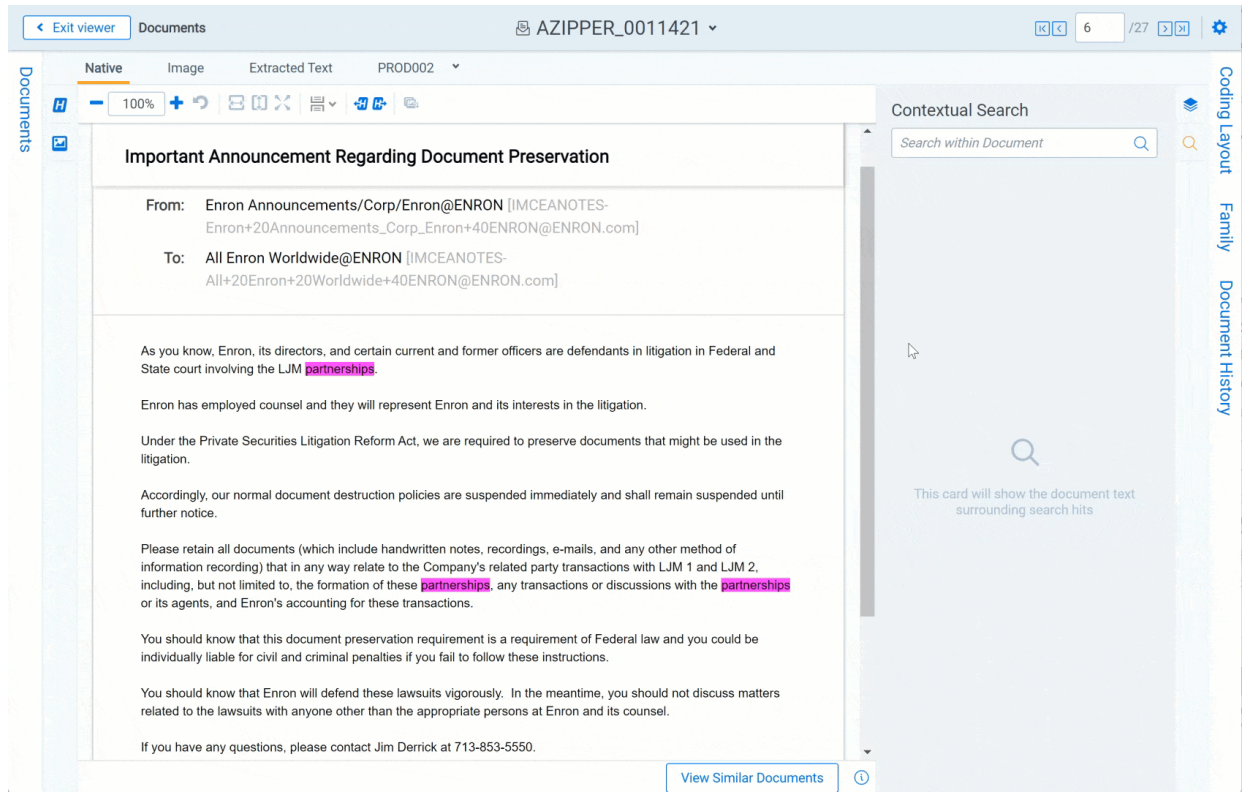 Exit viewer
Documents
AZIPPER_0011421
6 /27
Documents
Native Image Extracted Text PROD002
100%
Important Announcement Regarding Document Preservation
From: Enron Announcements/Corp/Enron@ENRON [IMCEANOTES-
Enron+20Announcements_Corp_Enron+40ENRON@ENRON.com]
To: All Enron Worldwide@ENRON [IMCEANOTES-
All+20Enron+20Worldwide+40ENRON@ENRON.com]
As you know, Enron, its directors, and certain current and former officers are defendants in litigation in Federal and
State court involving the LJM partnerships.
Enron has employed counsel and they will represent Enron and its interests in the litigation.
Under the Private Securities Litigation Reform Act, we are required to preserve documents that might be used in the
litigation.
Accordingly, our normal document destruction policies are suspended immediately and shall remain suspended until
further notice.
Please retain all documents (which include handwritten notes, recordings, e-mails, and any other method of
information recording) that in any way relate to the Company's related party transactions with LJM 1 and LJM 2,
including, but not limited to, the formation of these partnerships, any transactions or discussions with the partnerships
or its agents, and Enron's accounting for these transactions.
You should know that this document preservation requirement is a requirement of Federal law and you could be
individually liable for civil and criminal penalties if you fail to follow these instructions.
You should know that Enron will defend these lawsuits vigorously.  In the meantime, you should not discuss matters
related to the lawsuits with anyone other than the appropriate persons at Enron and its counsel.
If you have any questions, please contact Jim Derrick at 713-853-5550.
View Similar Documents
Contextual Search
Search within Document
This card will show the document text
surrounding search hits
Coding Layout
Family
Document History